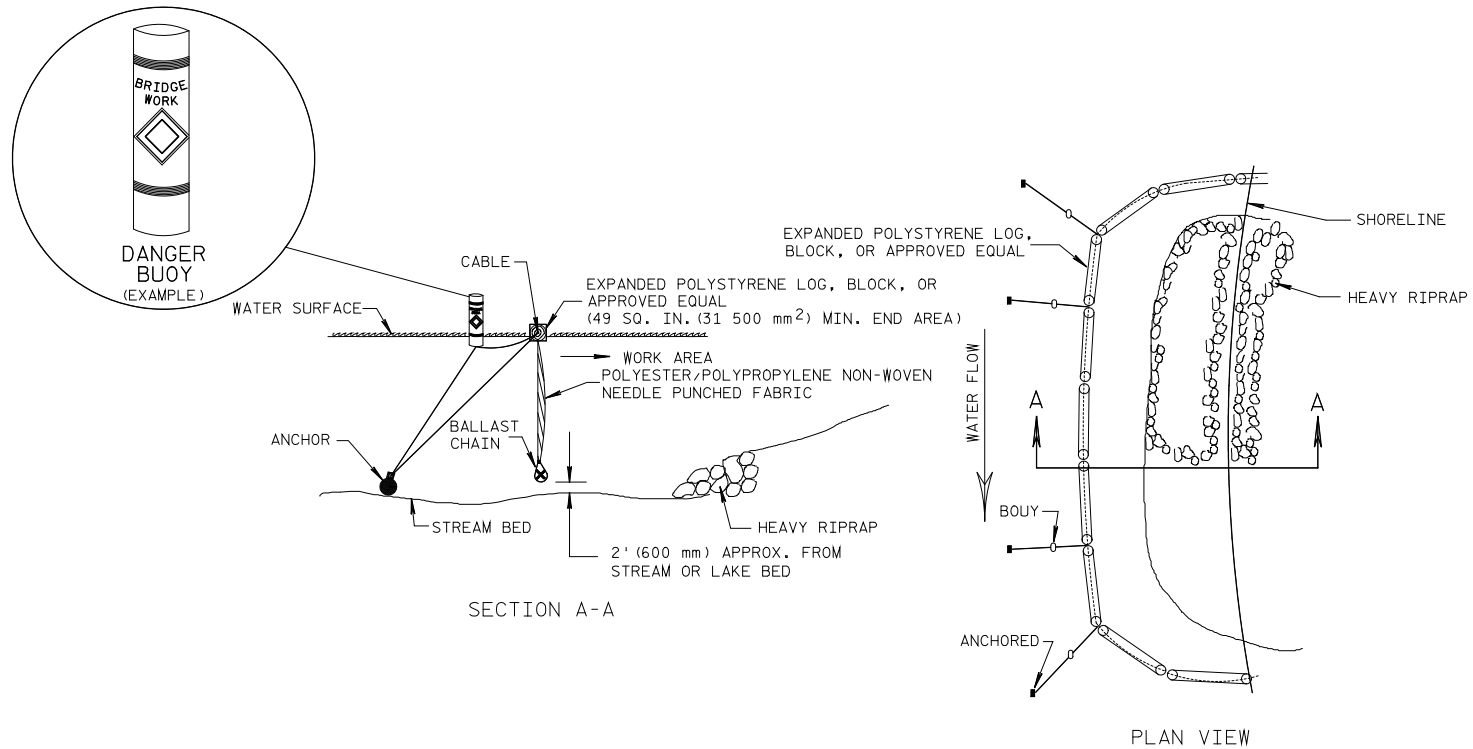 BRIDGE
WORK
DANGER
BUOY
(EXAMPLE)
WATER SURFACE
CABLE
EXPANDED POLYSTYRENE LOG, BLOCK, OR
APPROVED EQUAL
(49 SQ. IN. (31 500 mm²) MIN. END AREA)
WORK AREA
POLYESTER/POLYPROPYLENE NON-WOVEN
NEEDLE PUNCHED FABRIC
ANCHOR
BALLAST
CHAIN
STREAM BED
HEAVY RIPRAP
2' (600 mm) APPROX. FROM
STREAM OR LAKE BED
SECTION A-A
EXPANDED POLYSTYRENE LOG,
BLOCK, OR APPROVED EQUAL
SHORELINE
HEAVY RIPRAP
WATER FLOW
A
A
BOUY
ANCHORED
PLAN VIEW